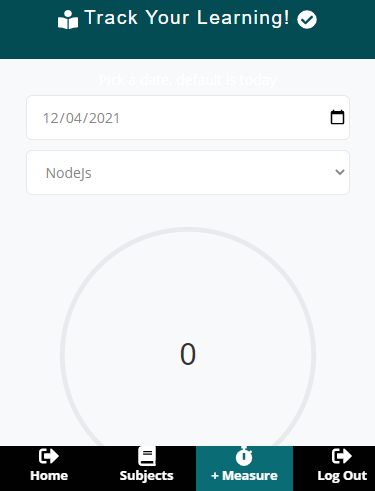 Track Your Learning!
Pick a date, default is today
12/04/2021
NodeJs
0
Home Subjects + Measure Log Out